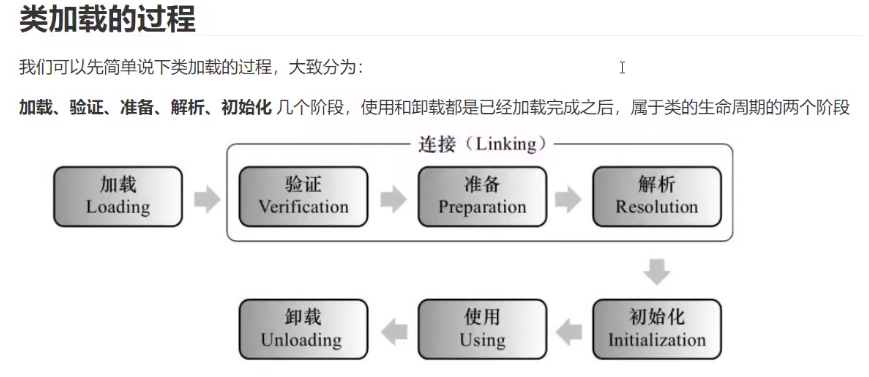 类加载的过程
我们可以先简单说下类加载的过程，大致分为：
加载、验证、准备、解析、初始化 几个阶段，使用和卸载都是已经加载完成之后，属于类的生命周期的两个阶段
连接（Linking）
加载
Loading
验证
Verification
准备
Preparation
解析
Resolution
卸载
Unloading
使用
Using
初始化
Initialization